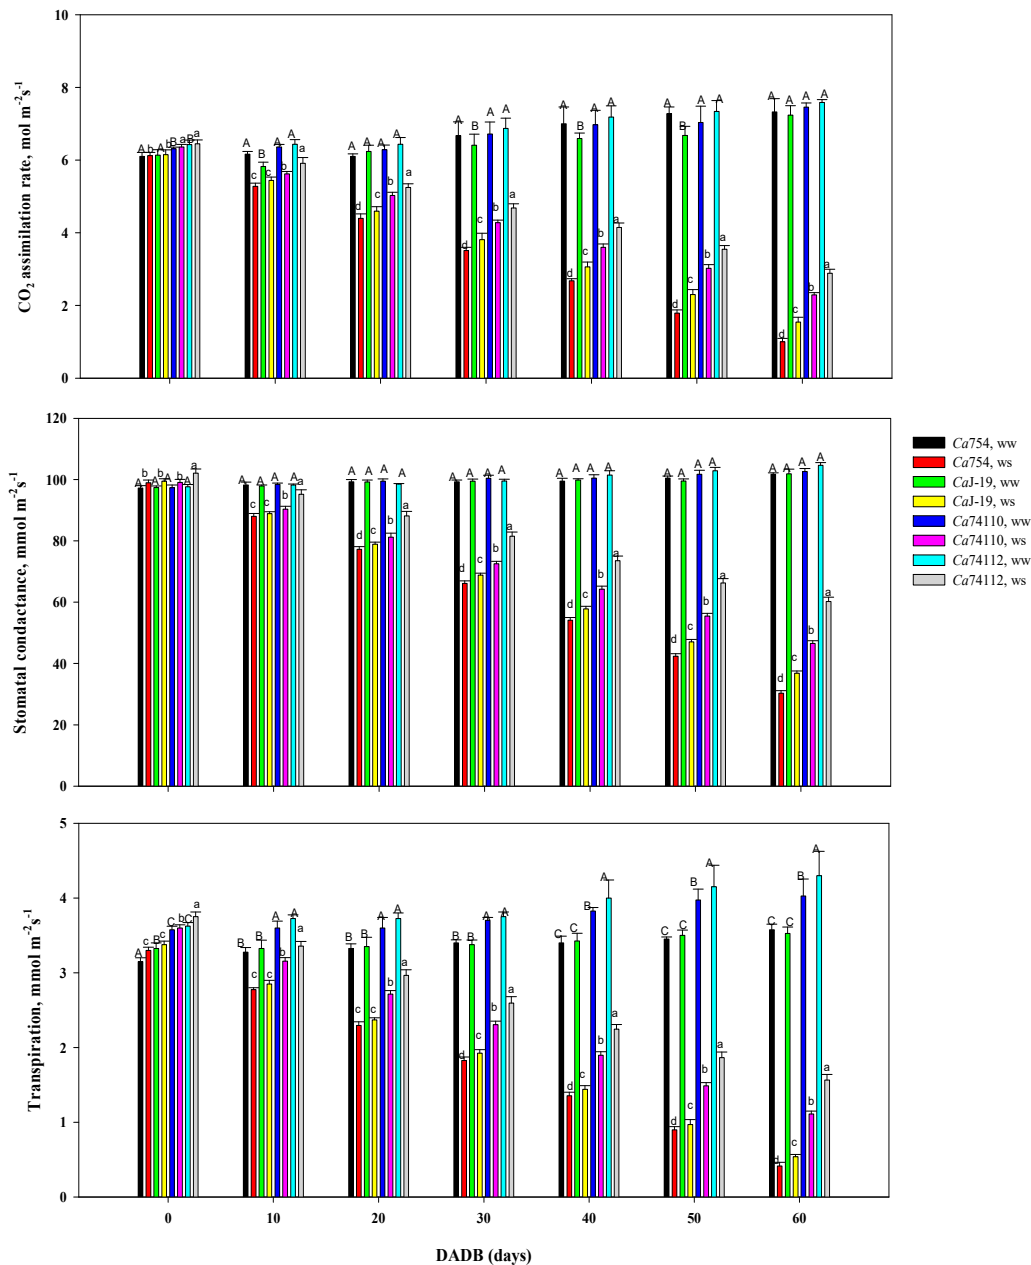 10
8
6
4
2
0
CO2 assimilation rate, mol m-2s-1
A b A b B a B a
A c B c A b A a
A d A c A b A a
A d B c A b A a
A d B c A b A a
A d B c A b A a
A d A c A b A a
120
100
80
60
40
20
0
Stomatal condactance, mmol m-2s-1
A b A b A b A a
A c A c A b A a
A d A c A b A a
A d A c A b A a
A d A c A b A a
A d A c A b A a
A d A c A b A a
Ca754, ww
Ca754, ws
CaJ-19, ww
CaJ-19, ws
Ca74110, ww
Ca74110, ws
Ca74112, ww
Ca74112, ws
5
4
3
2
1
0
Transpiration, mmol m-2s-1
A c B c C b C a
B c B c A b A a
B c B c A b A a
B d B c A b A a
C d C c B b A a
C d C c B b A a
C d C c B b A a
0 10 20 30 40 50 60
DADB (days)